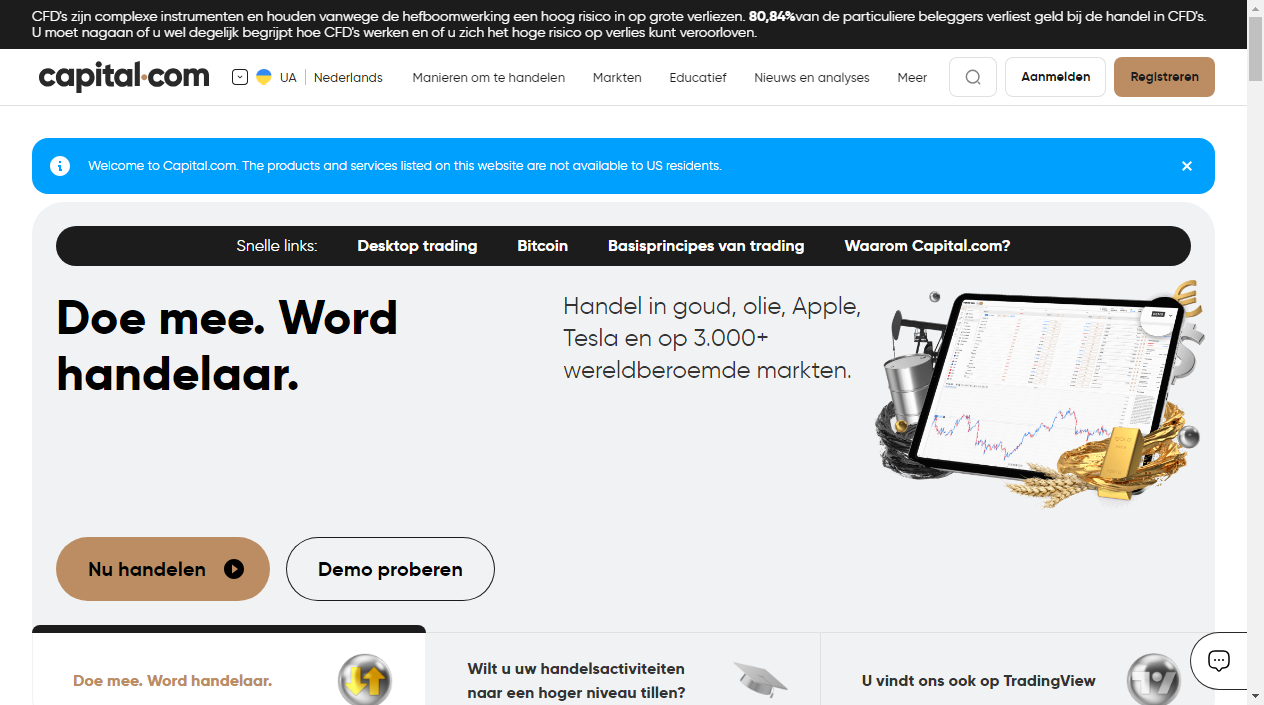 CFD's zijn complexe instrumenten en houden vanwege de hefboomwerking een hoog risico in op grote verliezen. 80,84%van de particuliere beleggers verliest geld bij de handel in CFD's.
U moet nagaan of u wel degelijk begrijpt hoe CFD's werken en of u zich het hoge risico op verlies kunt veroorloven.
capital.com
UA
Nederlands
Manieren om te handelen
Markten
Educatief
Nieuws en analyses
Meer
Aanmelden
Registreren
Welcome to Capital.com. The products and services listed on this website are not available to US residents.
Snelle links:
Desktop trading
Bitcoin
Basisprincipes van trading
Waarom Capital.com?
Doe mee. Word
handelaar.
Handel in goud, olie, Apple,
Tesla en op 3.000+
wereldberoemde markten.
Nu handelen
Demo proberen
Doe mee. Word handelaar.
Wilt u uw handelsactiviteiten
naar een hoger niveau tillen?
U vindt ons ook op TradingView